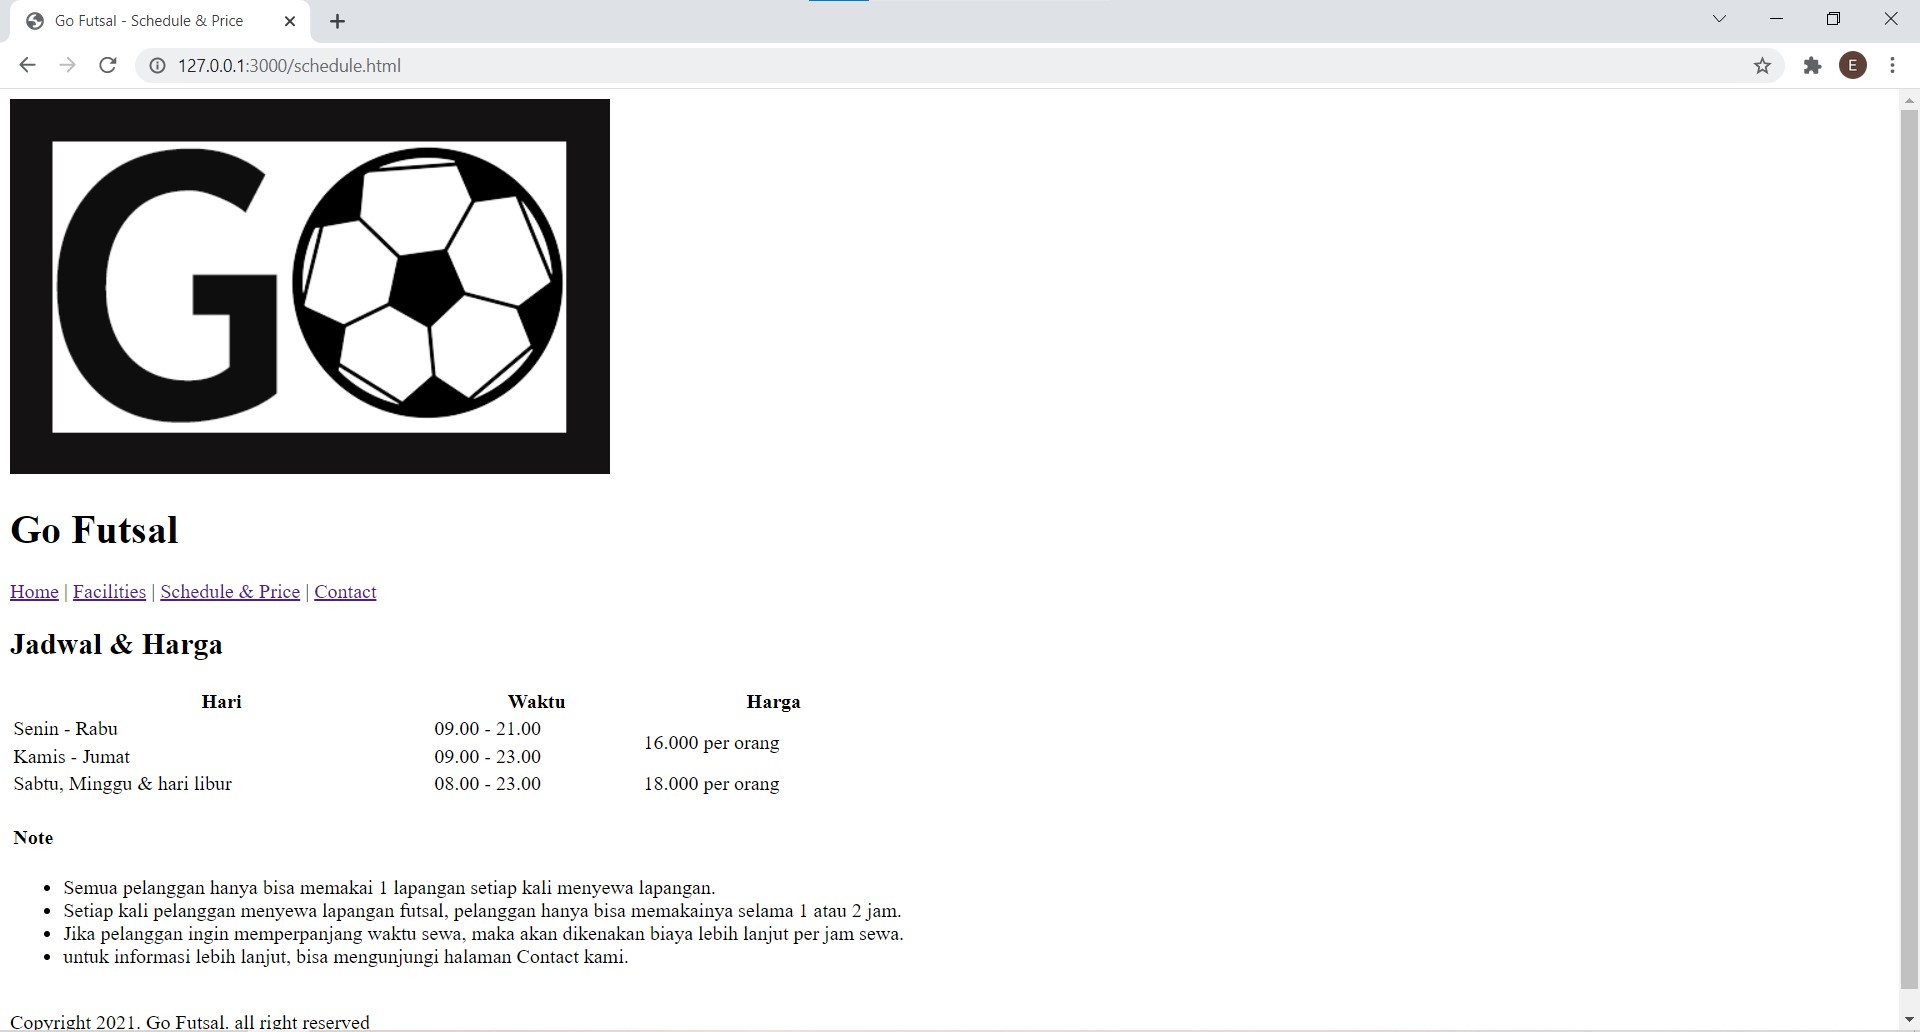 Go Futsal - Schedule & Price
127.0.0.1:3000/schedule.html
E
GO
Go Futsal
Home | Facilities | Schedule & Price | Contact
Jadwal & Harga
Hari Waktu Harga
Senin - Rabu 09.00 - 21.00
16.000 per orang
Kamis - Jumat 09.00 - 23.00
Sabtu, Minggu & hari libur 08.00 - 23.00 18.000 per orang
Note
• Semua pelanggan hanya bisa memakai 1 lapangan setiap kali menyewa lapangan.
• Setiap kali pelanggan menyewa lapangan futsal, pelanggan hanya bisa memakainya selama 1 atau 2 jam.
• Jika pelanggan ingin memperpanjang waktu sewa, maka akan dikenakan biaya lebih lanjut per jam sewa.
• untuk informasi lebih lanjut, bisa mengunjungi halaman Contact kami.
Copyright 2021. Go Futsal. all right reserved